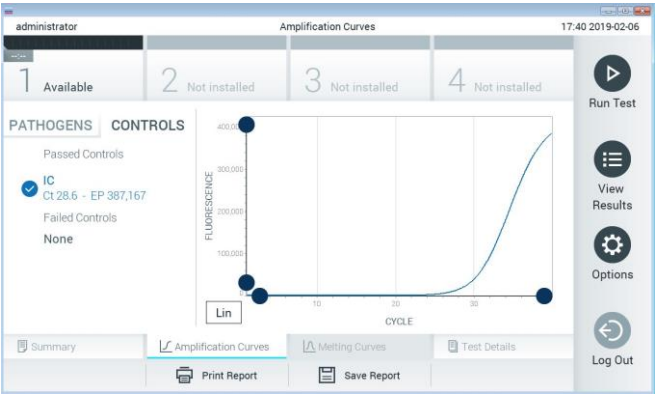 administrator
Amplification Curves
17:40 2019-02-06
1 Available
2 Not installed
3 Not installed
4 Not installed
Run Test
View
Results
Options
Log Out
PATHOGENS CONTROLS
Passed Controls
IC
Ct 28.6 - EP 387,167
Failed Controls
None
FLUORESCENCE
300,000
200,000
100,000
0
Lin
10 20 30
CYCLE
Summary
Amplification Curves
Melting Curves
Test Details
Print Report
Save Report